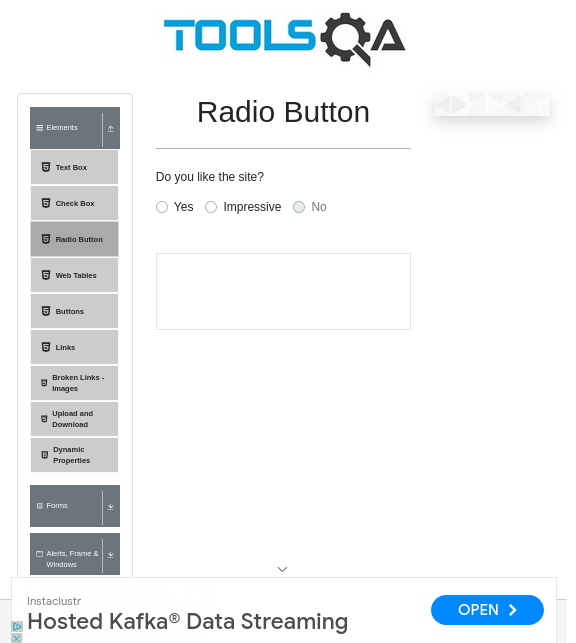 TOOLSQA
Radio Button
Elements
Text Box
Check Box
Radio Button
Web Tables
Buttons
Links
Broken Links -
Images
Upload and
Download
Dynamic
Properties
Forms
Alerts, Frame &
Windows
Do you like the site?
Yes
Impressive
No
Instaclustr
Hosted Kafka® Data Streaming
OPEN